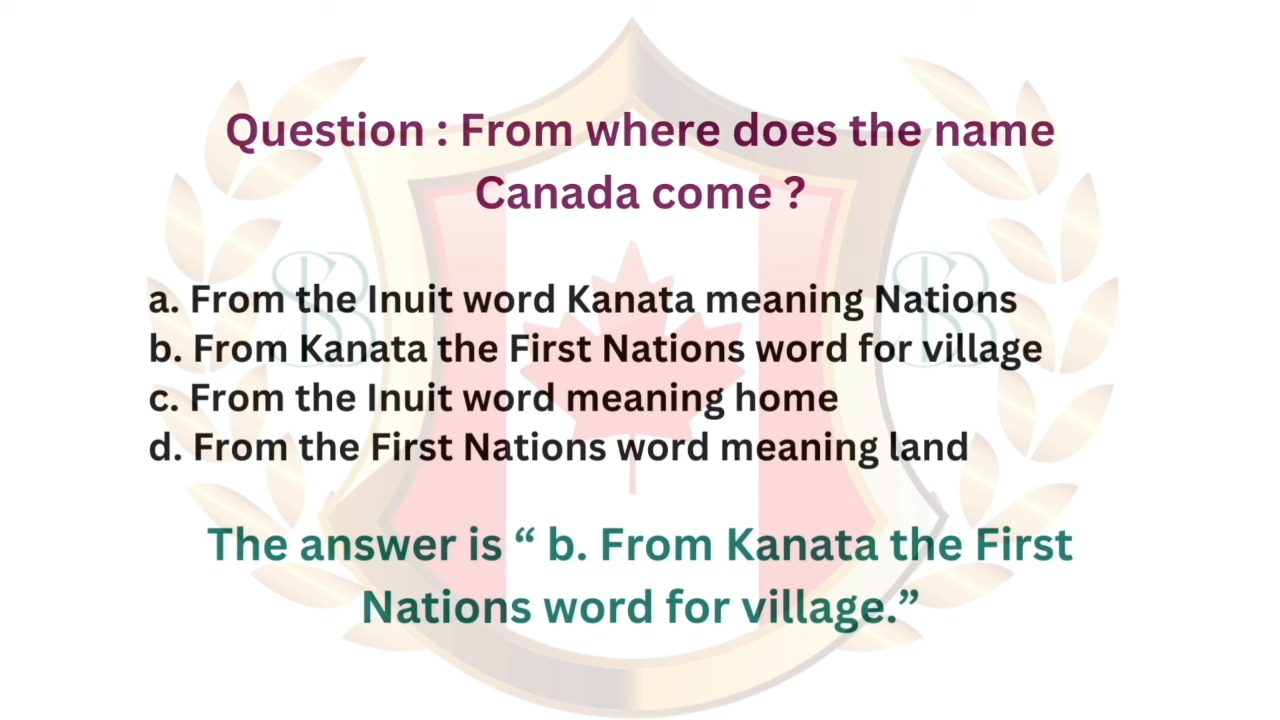 Question : From where does the name
Canada come ?
a. From the Inuit word Kanata meaning Nations
b. From Kanata the First Nations word for village
c. From the Inuit word meaning home
d. From the First Nations word meaning land
The answer is “ b. From Kanata the First
Nations word for village.”